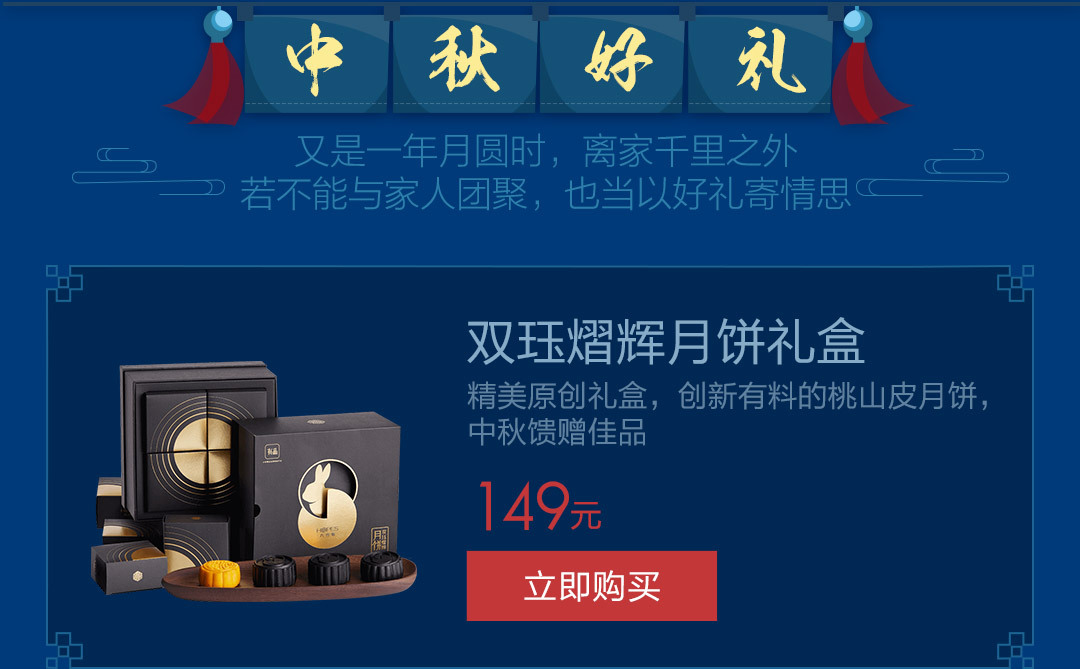 中秋好礼
又是一年月圆时，离家千里之外
若不能与家人团聚，也当以好礼寄情思
双珏熠辉月饼礼盒
精美原创礼盒，创新有料的桃山皮月饼，
中秋馈赠佳品
149元
立即购买